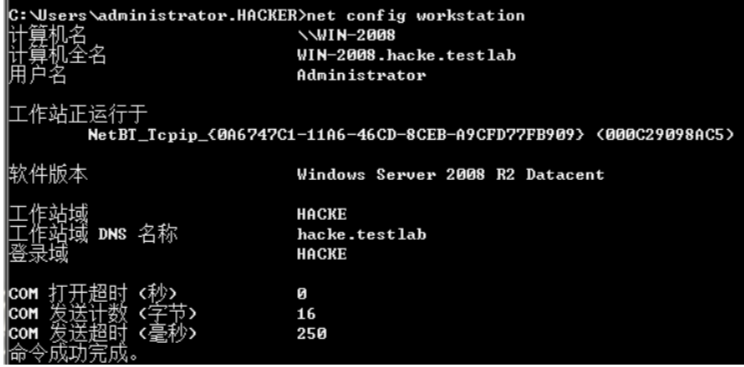 C:\Users\administrator.HACKER>net config workstation
计算机名 \\WIN-2008
计算机全名 WIN-2008.hacke.testlab
用户名 Administrator
工作站正运行于
NetBT_Tcpip_{0A6747C1-11A6-46CD-8CEB-A9CFD77FB909} (000C29098AC5)
软件版本 Windows Server 2008 R2 Datacent
工作站域 HACKE
工作站域 DNS 名称 hacke.testlab
登录域 HACKE
COM 打开超时 (秒) 0
COM 发送计数 (字节) 16
COM 发送超时 (毫秒) 250
命令成功完成。